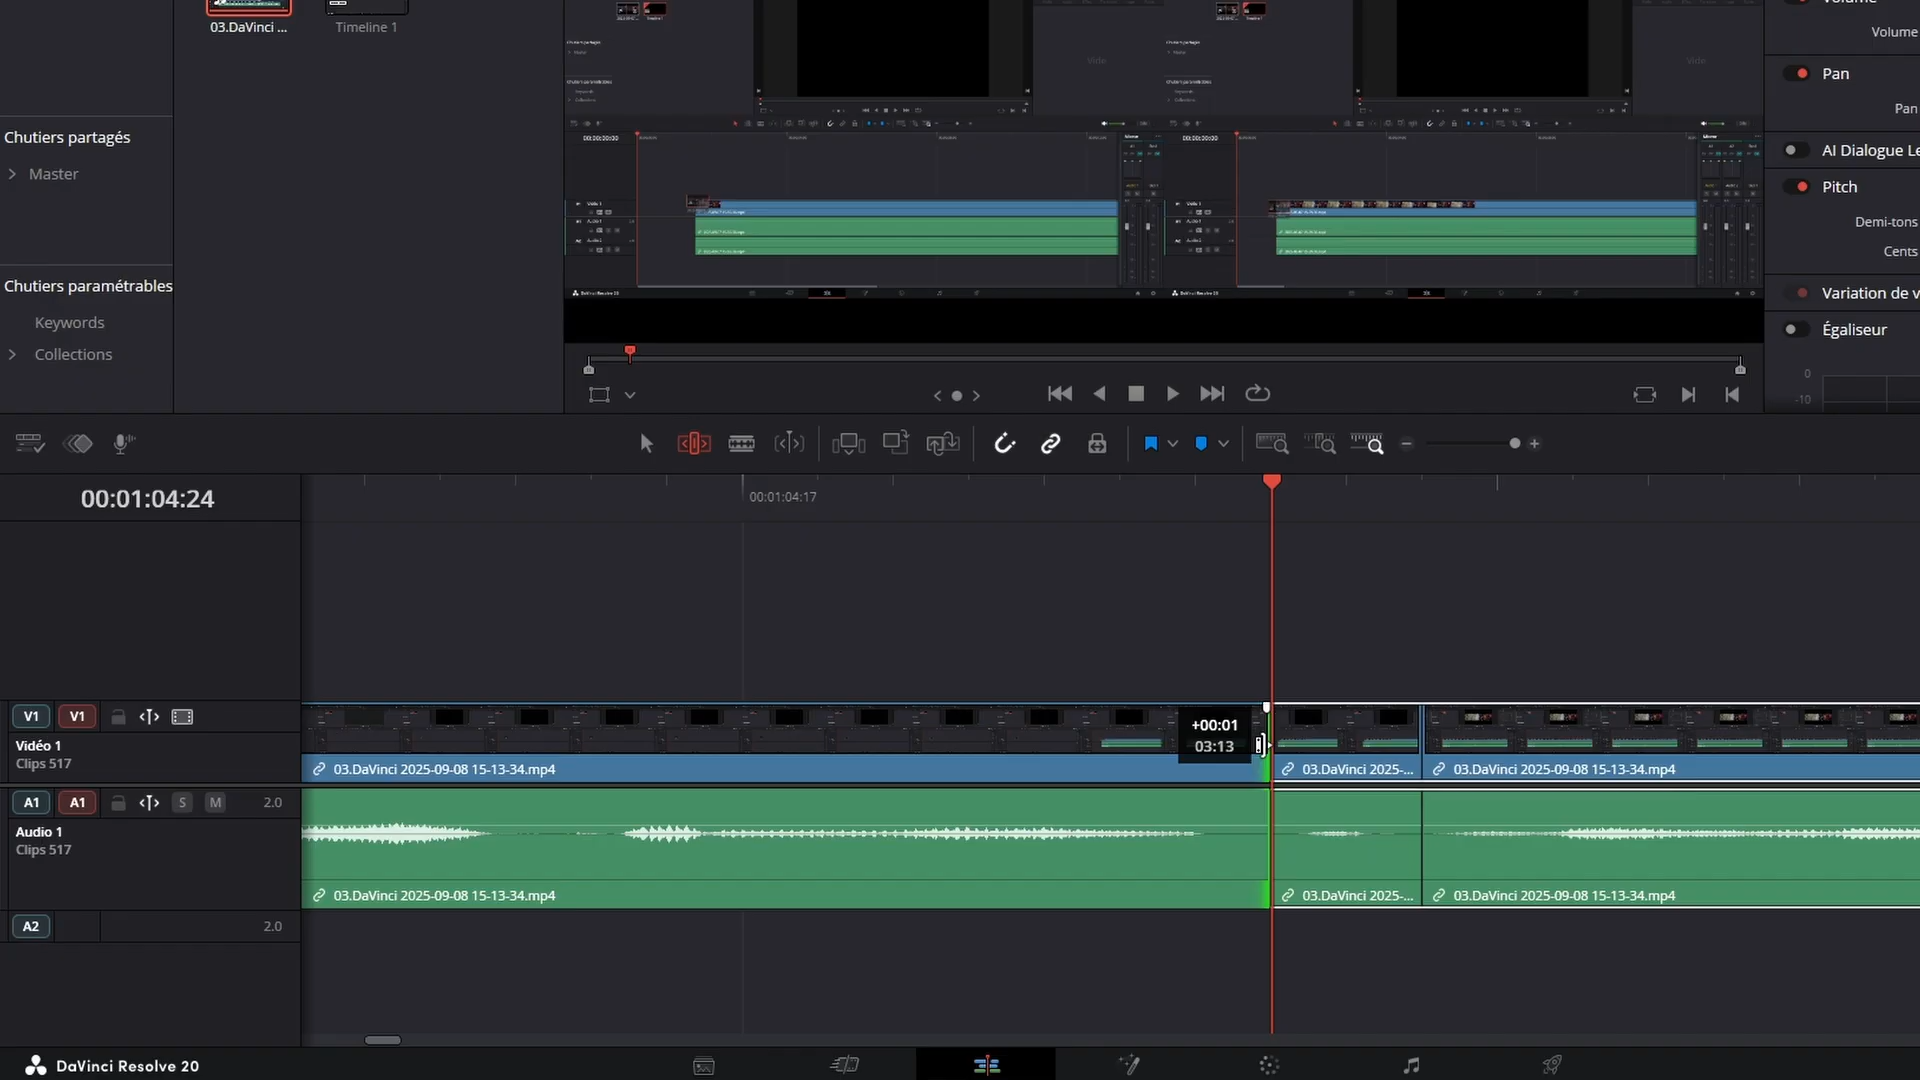 03.DaVinci ...
Timeline 1
Volume
Volume
Pan
Pan
Chutiers partagés
Master
AI Dialogue Le
Pitch
Demi-tons
Cents
Chutiers paramétrables
Keywords
Collections
Variation de v
Égaliseur
0
-10
Vide
Vide
00:01:04:24
00:01:04:17
V1
V1
Vidéo 1
Clips 517
+00:01
03:13
03.DaVinci 2025-09-08 15-13-34.mp4
03.DaVinci 2025-...
03.DaVinci 2025-09-08 15-13-34.mp4
A1
A1
S
M
2.0
Audio 1
Clips 517
03.DaVinci 2025-09-08 15-13-34.mp4
03.DaVinci 2025-...
03.DaVinci 2025-09-08 15-13-34.mp4
A2
2.0
DaVinci Resolve 20